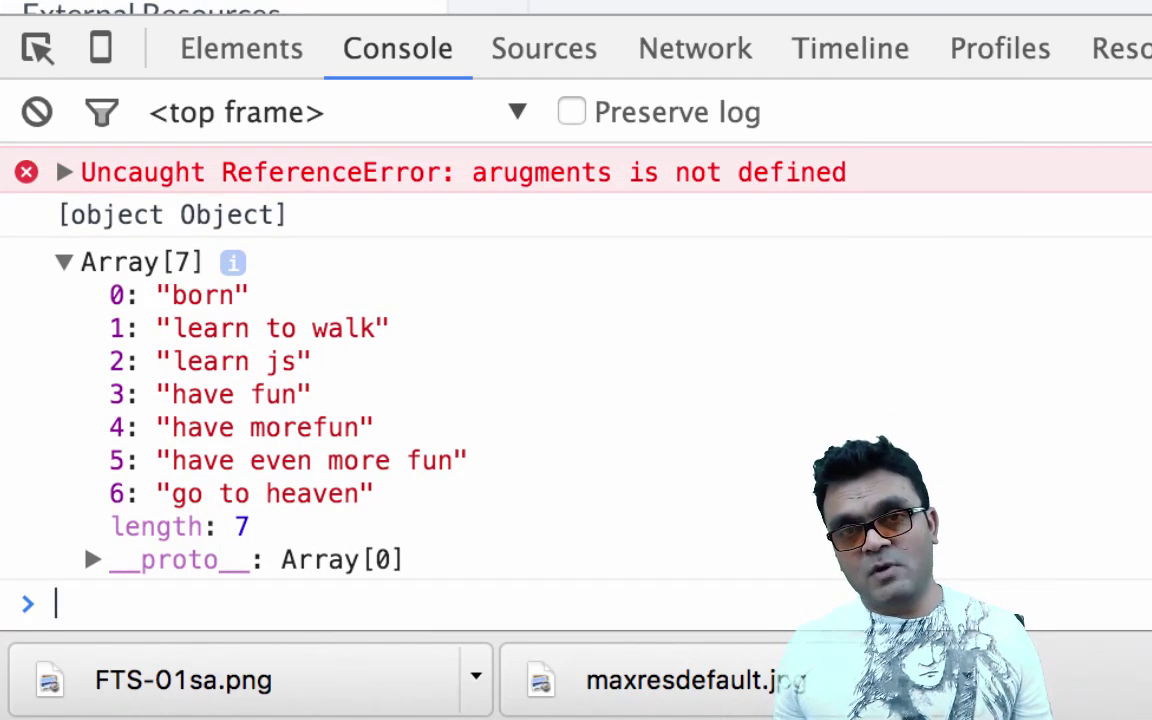 External Resources
Elements Console Sources Network Timeline Profiles Reso
<top frame> ▼ Preserve log
Uncaught ReferenceError: arugments is not defined
[object Object]
Array[7] i
0: "born"
1: "learn to walk"
2: "learn js"
3: "have fun"
4: "have morefun"
5: "have even more fun"
6: "go to heaven"
length: 7
__proto__: Array[0]
>
FTS-01sa.png maxresdefault.jpg